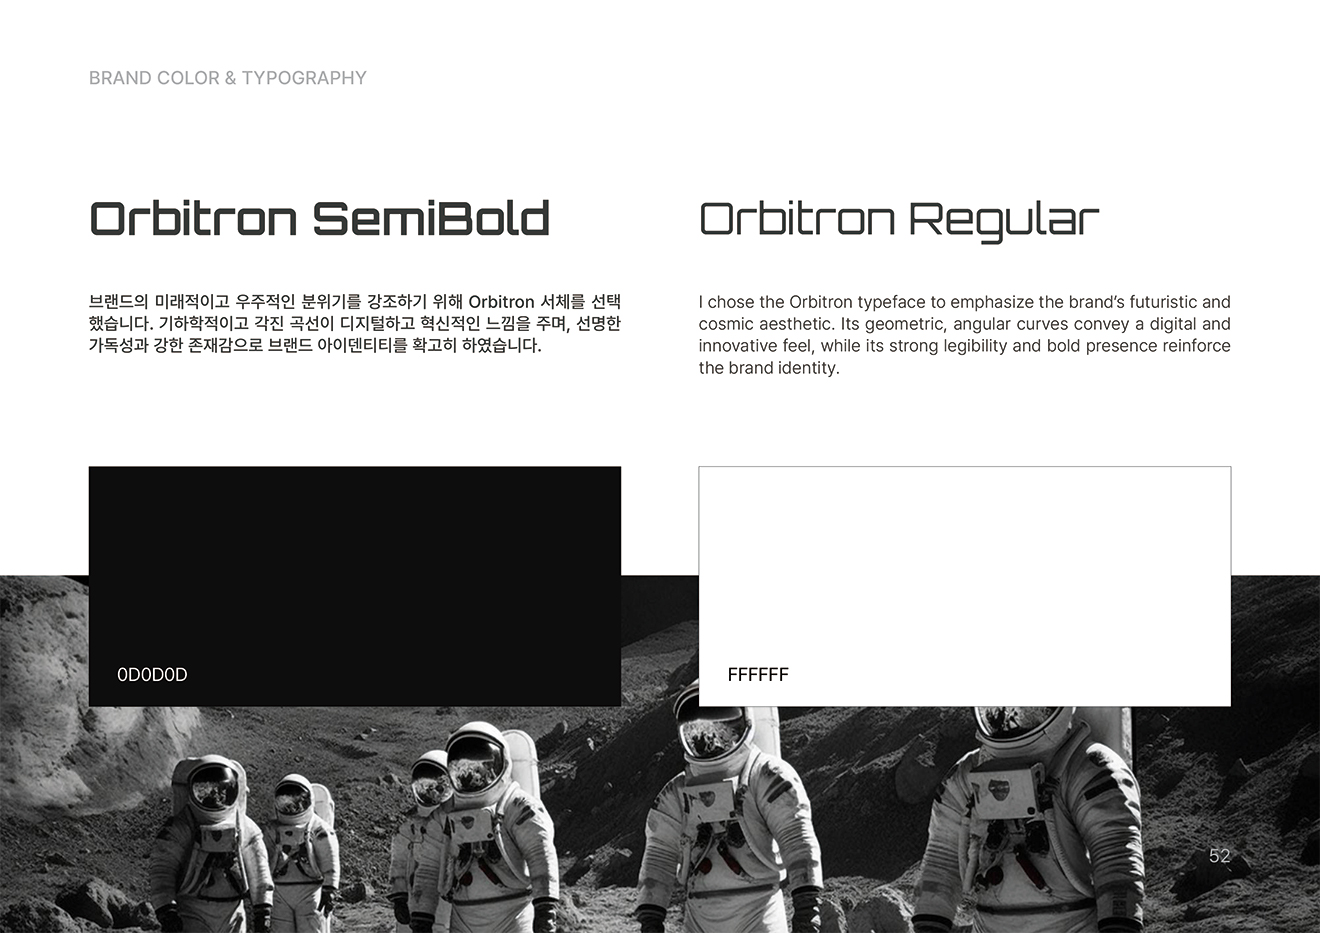 BRAND COLOR & TYPOGRAPHY
Orbitron SemiBold
브랜드의 미래적이고 우주적인 분위기를 강조하기 위해 Orbitron 서체를 선택
했습니다. 기하학적이고 각진 곡선이 디지털하고 혁신적인 느낌을 주며, 선명한
가독성과 강한 존재감으로 브랜드 아이덴티티를 확고히 하였습니다.
Orbitron Regular
I chose the Orbitron typeface to emphasize the brand’s futuristic and
cosmic aesthetic. Its geometric, angular curves convey a digital and
innovative feel, while its strong legibility and bold presence reinforce
the brand identity.
0D0D0D
FFFFFF
52